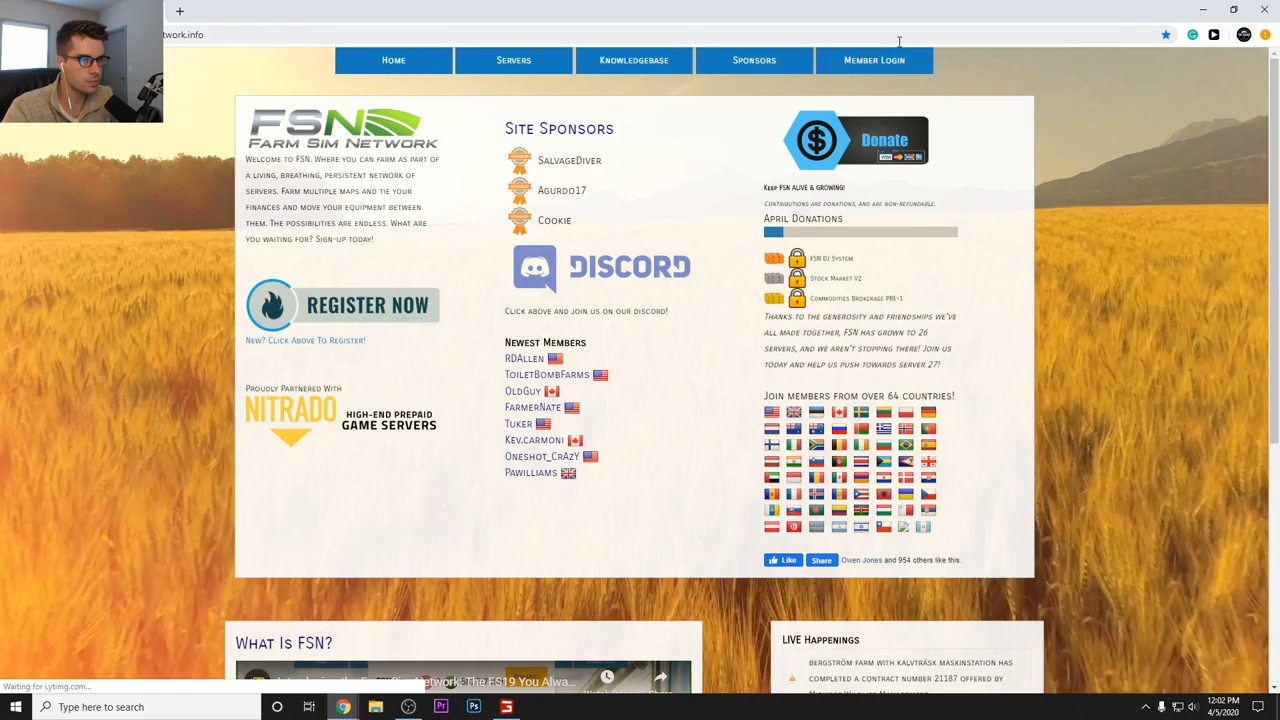 twork.info
Home
Servers
Knowledgebase
Sponsors
Member Login
FSN
FARM SIM NETWORK
Welcome to FSN. Where you can farm as part of
a living, breathing, persistent network of
servers. Farm multiple maps and tie your
finances and move your equipment between
them. The possibilities are endless. What are
you waiting for? Sign-up today!
REGISTER NOW
New? Click Above To Register!
Proudly Partnered With
NITRADO
HIGH-END PREPAID
GAME SERVERS
Site Sponsors
SalvageDiver
Agurdo17
Cookie
DISCORD
Click above and join us on our discord!
Newest Members
RDAllen
ToiletBombFarms
OldGuy
FarmerNate
Tuker
Kev.carmoni
Oneshot_CrAzY
Pawilliams
Donate
Keep FSN alive & growing!
Contributions are donations, and are non-refundable.
April Donations
FSN DJ System
Stock Market V2
Commodities Brokerage PRE-1
Thanks to the generosity and friendships we've
all made together, FSN has grown to 26
servers, and we aren't stopping there! Join us
today and help us push towards server 27!
Join members from over 64 countries!
Like
Share
Owen Jones and 954 others like this.
What Is FSN?
LIVE Happenings
Bergström Farm with Kalvträsk Maskinstation has
completed a contract number 21187 offered by
Waiting for i.ytimg.com...
Type here to search
12:02 PM
4/5/2020